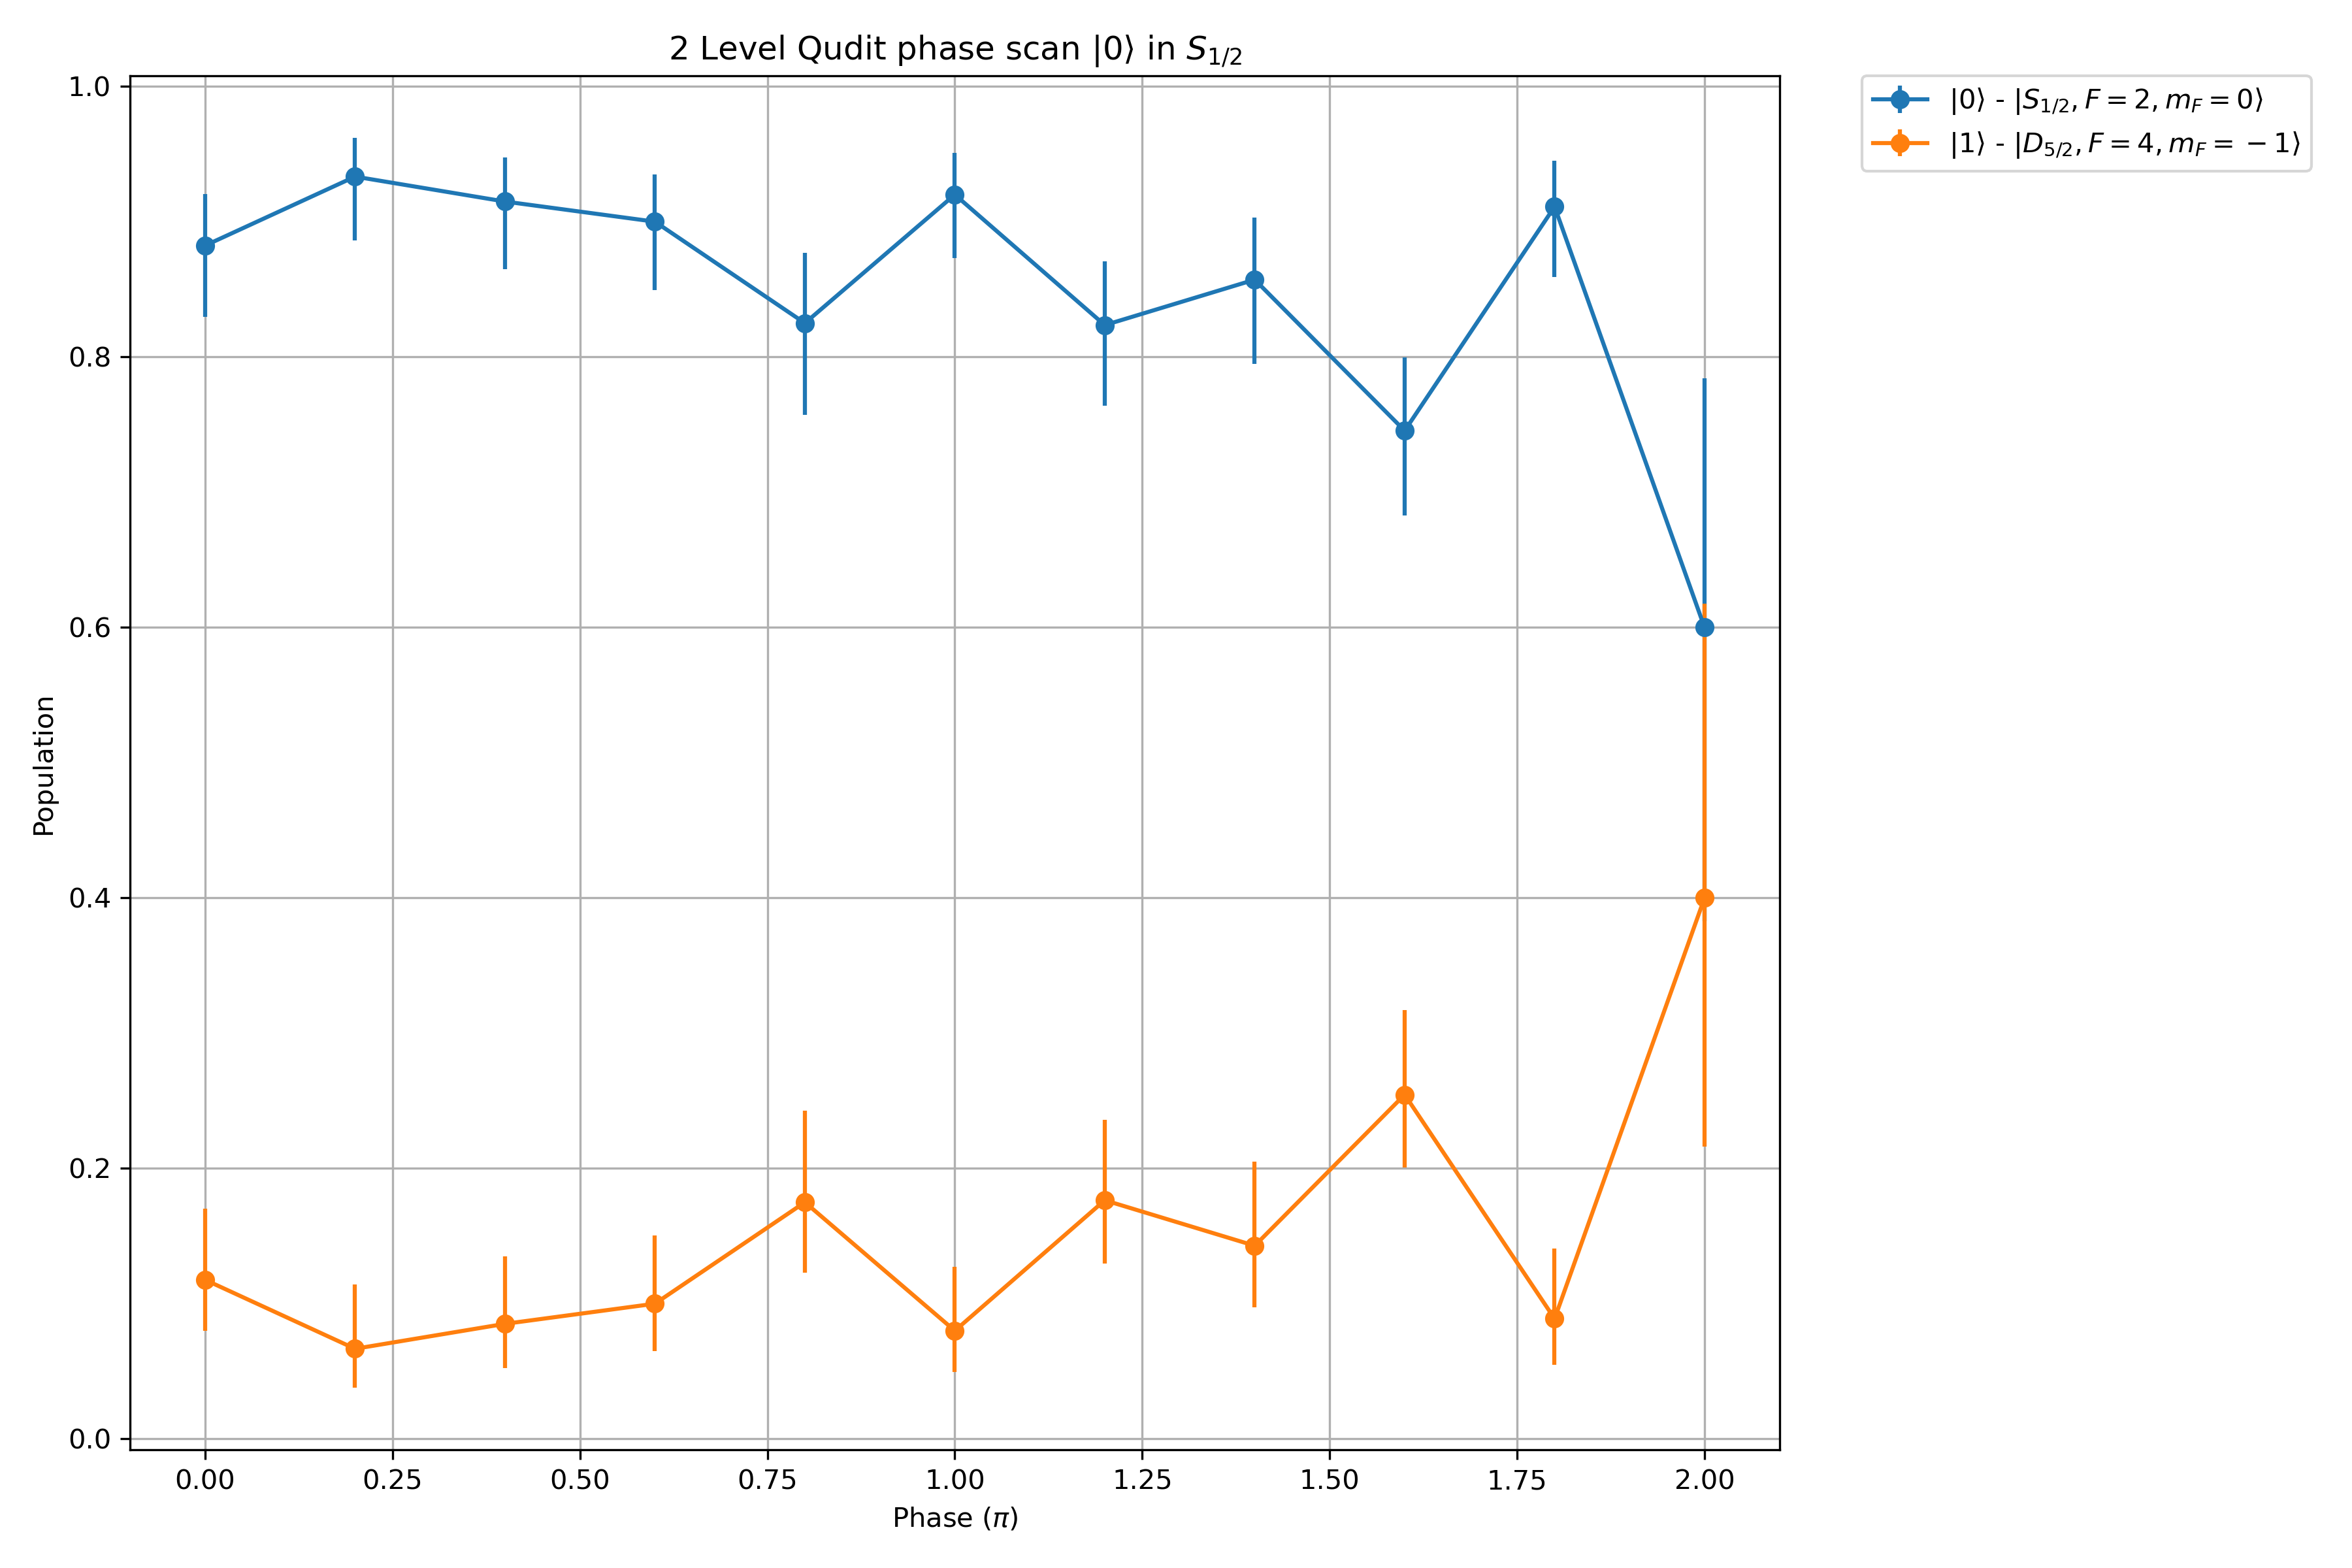 2 Level Qudit phase scan |0⟩ in S₁/₂
|0⟩ - |S₁/₂, F = 2, m_F = 0⟩
|1⟩ - |D₅/₂, F = 4, m_F = − 1⟩
1.0
0.8
0.6
0.4
0.2
0.0
Population
0.00 0.25 0.50 0.75 1.00 1.25 1.50 1.75 2.00
Phase (π)